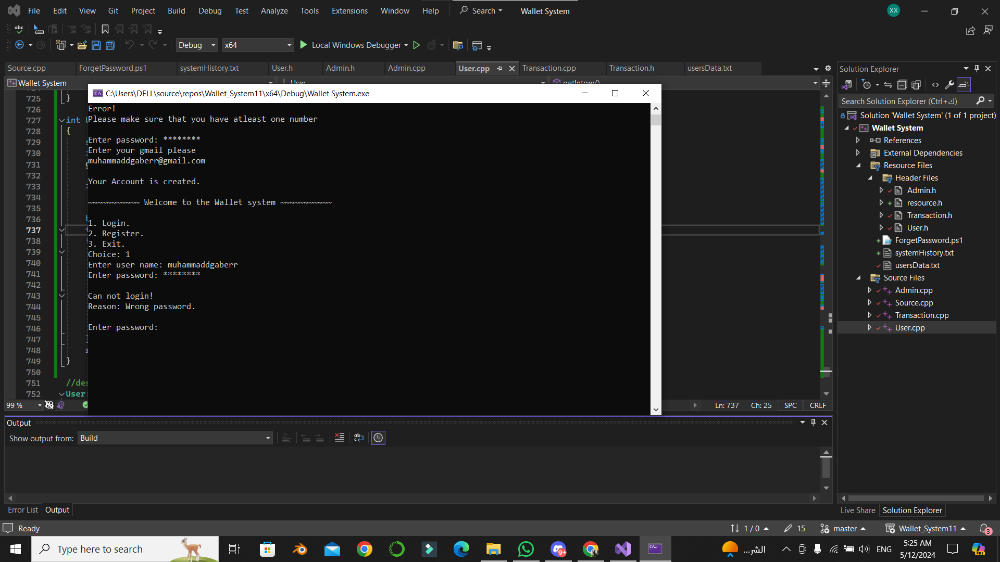 File Edit View Git Project Build Debug Test Analyze Tools Extensions Window Help Search Wallet System XX
abc
Debug x64 Local Windows Debugger
Source.cpp ForgetPassword.ps1 systemHistory.txt User.h Admin.h Admin.cpp User.cpp Transaction.cpp Transaction.h usersData.txt
Wallet System User getIntger()
C:\Users\DELL\source\repos\Wallet_System11\x64\Debug\Wallet System.exe
Error!
Please make sure that you have atleast one number
Enter password: ********
Enter your gmail please
muhammaddgaberr@gmail.com
Your Account is created.
~~~~~~~~~~~ Welcome to the Wallet system ~~~~~~~~~~~
1. Login.
2. Register.
3. Exit.
Choice: 1
Enter user name: muhammaddgaberr
Enter password: ********
Can not login!
Reason: Wrong password.
Enter password:
725 }
726
727 int
728 {
729
730
731
732
733
734
735
736
737
738
739
740
741
742
743
744
745
746
747
748
749 }
750
751 //des
752 User:
99 % Ln: 737 Ch: 25 SPC CRLF
Solution Explorer
Search Solution Explorer (Ctrl+ك)
Solution 'Wallet System' (1 of 1 project)
Wallet System
References
External Dependencies
Resource Files
Header Files
Admin.h
resource.h
Transaction.h
User.h
ForgetPassword.ps1
systemHistory.txt
usersData.txt
Source Files
Admin.cpp
Source.cpp
Transaction.cpp
User.cpp
Output
Show output from: Build
Error List Output
Live Share Solution Explorer
Ready 1 / 0 15 master Wallet_System11 3
Type here to search 9+ الشر... ENG 5:25 AM
5/12/2024 PRE